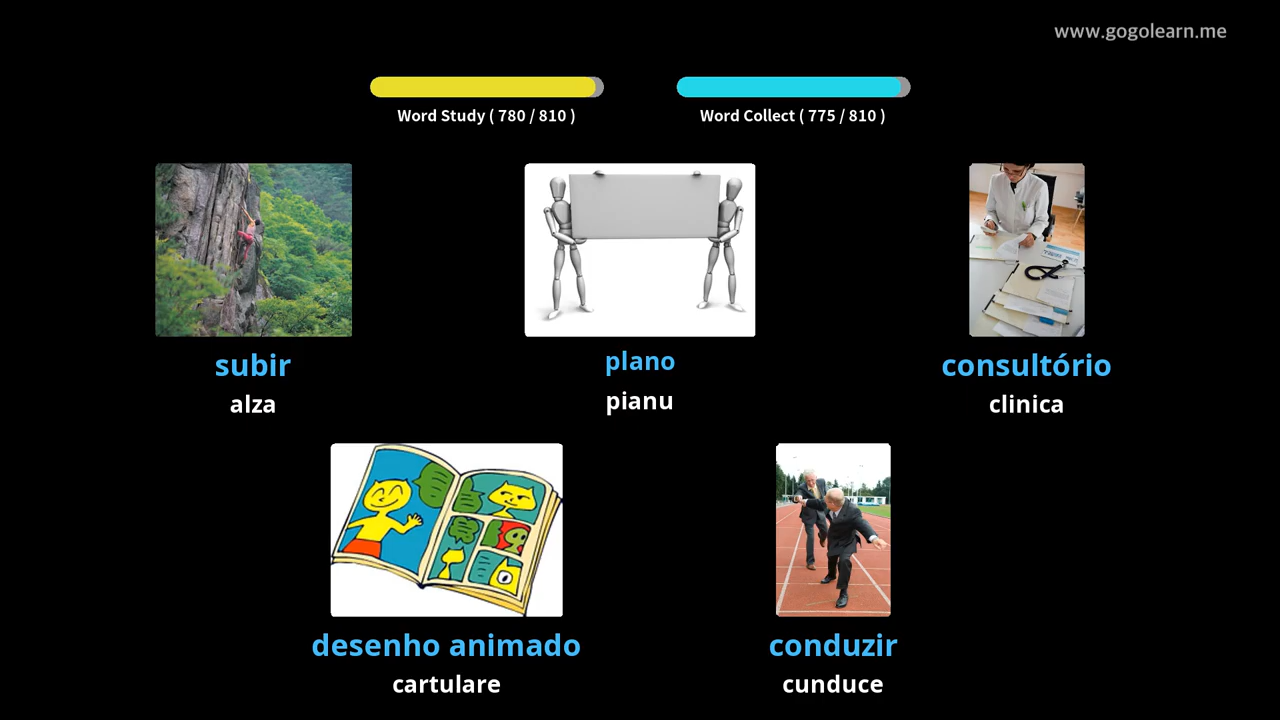 www.gogolearn.me
Word Study ( 780 / 810 )
Word Collect ( 775 / 810 )
subir
alza
plano
pianu
consultório
clinica
desenho animado
cartulare
conduzir
cunduce